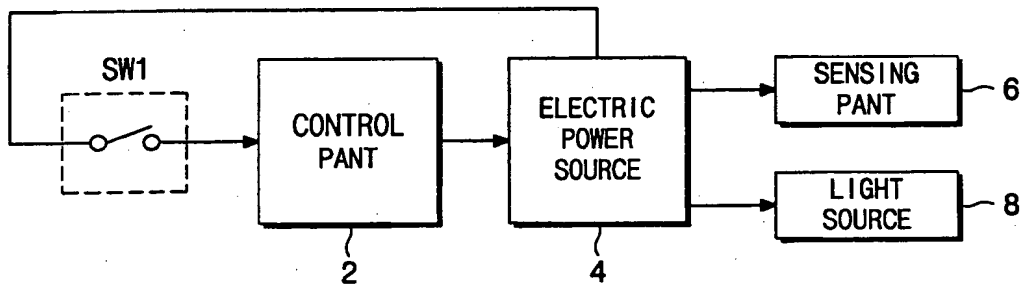 SW1
CONTROL
PANT
2
ELECTRIC
POWER
SOURCE
4
SENSING
PANT
6
LIGHT
SOURCE
8